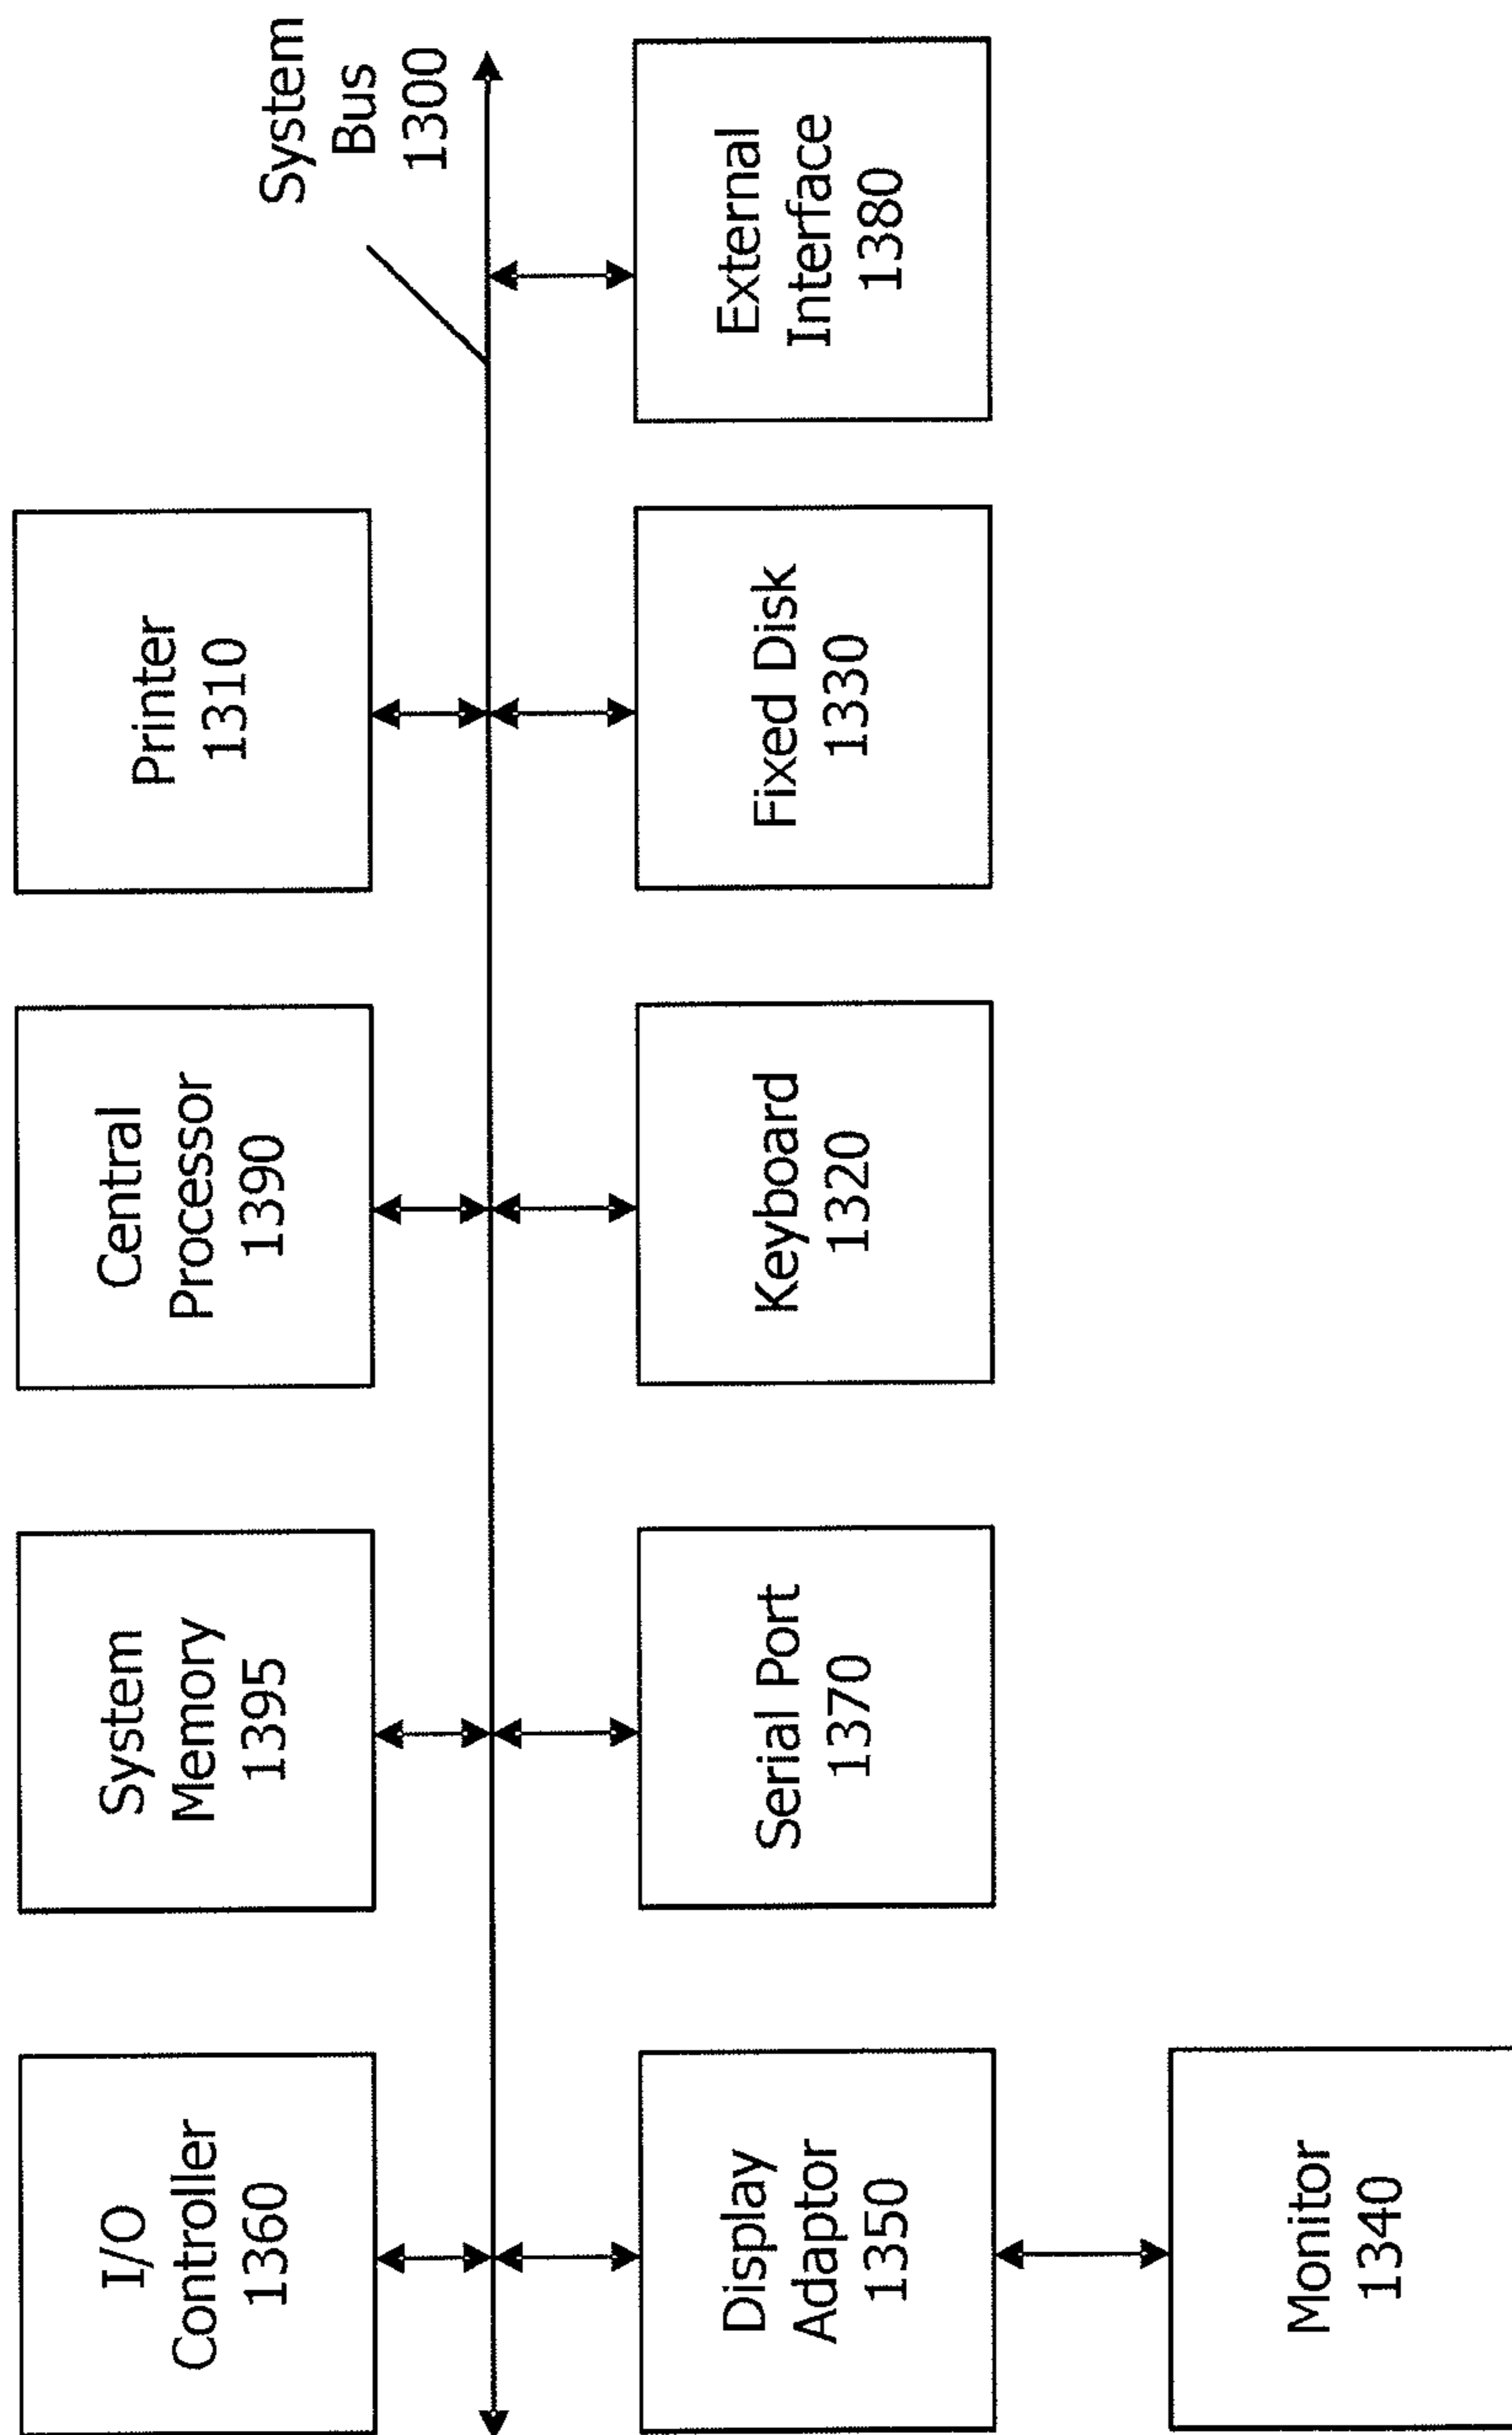 I/O
Controller
1360
System
Memory
1395
Central
Processor
1390
Printer
1310
System
Bus
1300
Display
Adaptor
1350
Serial Port
1370
Keyboard
1320
Fixed Disk
1330
External
Interface
1380
Monitor
1340